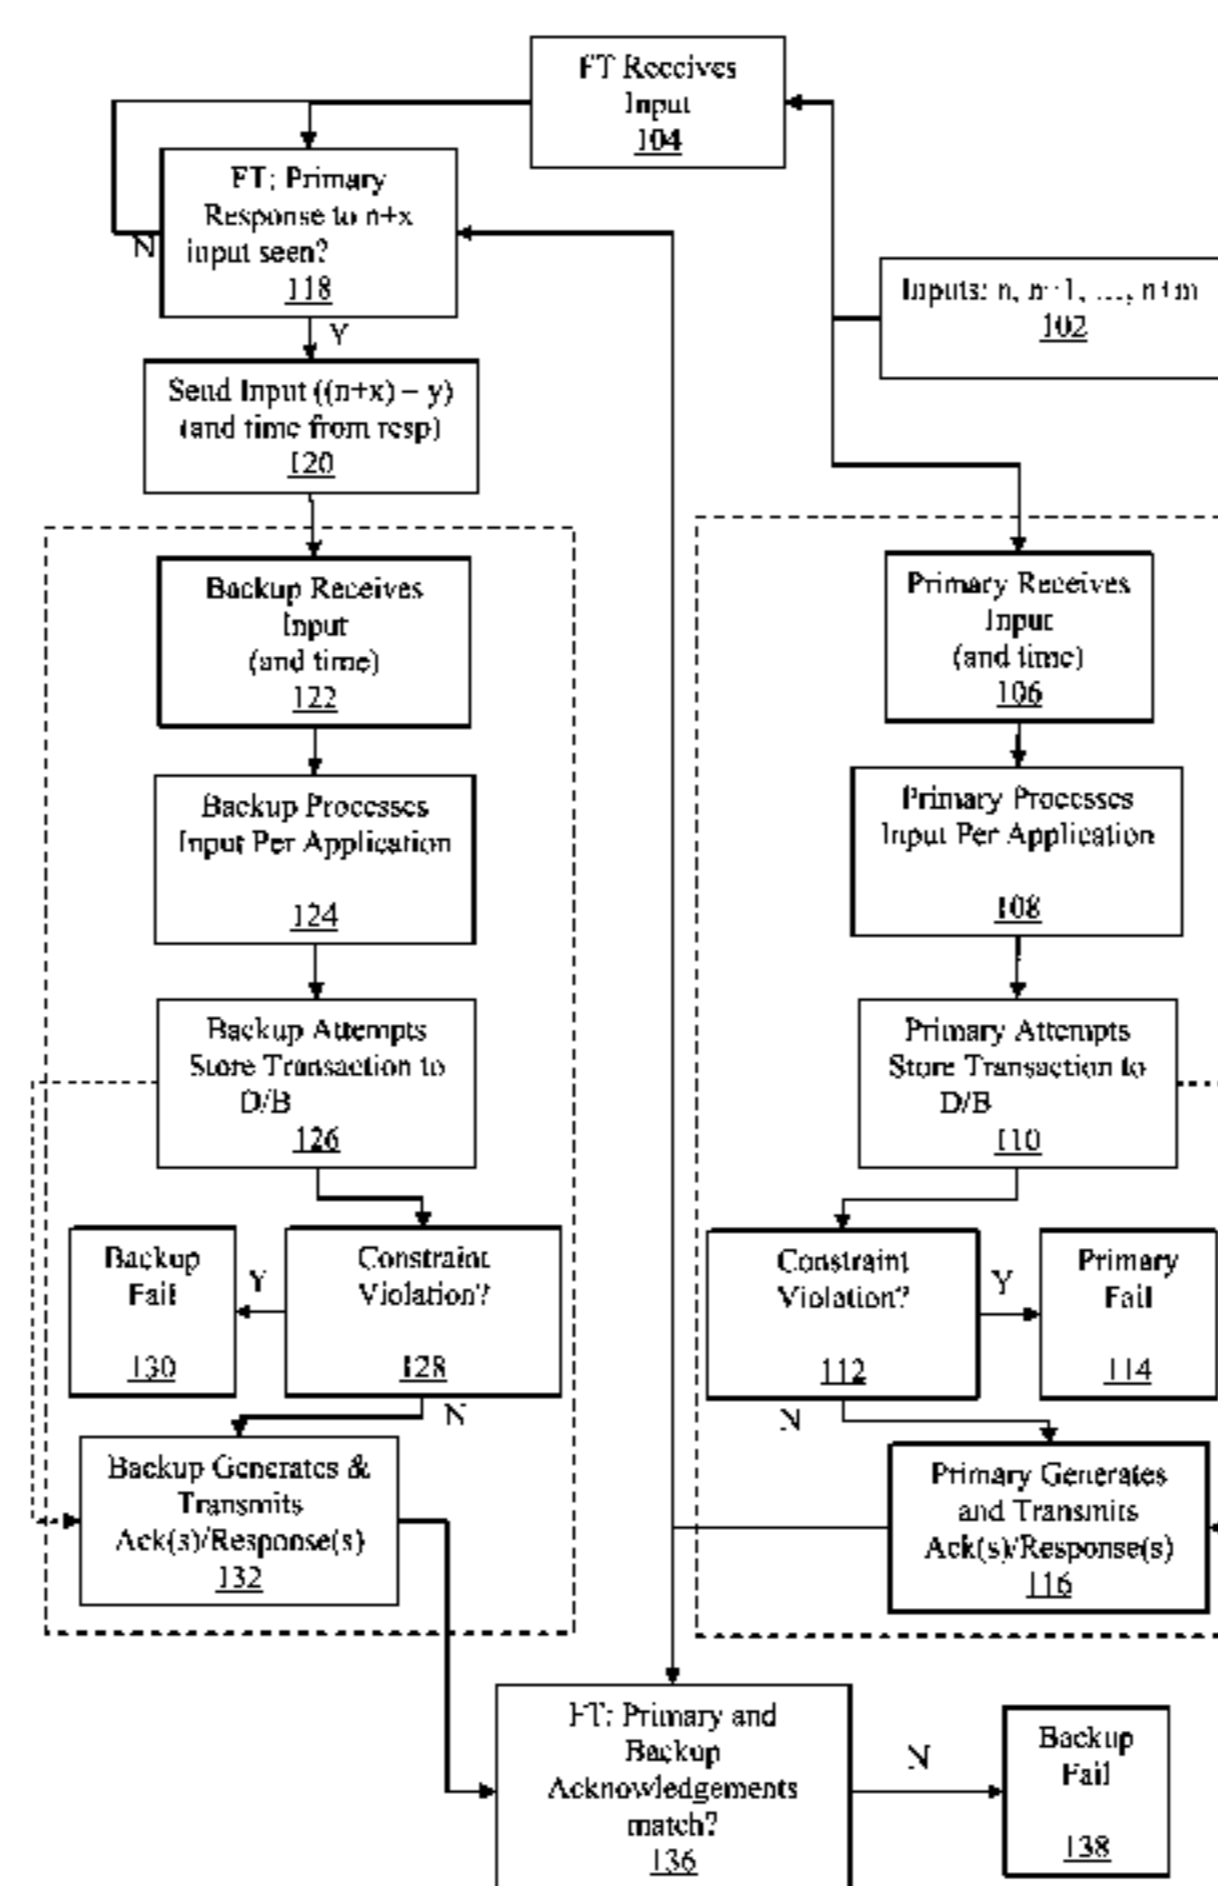 FT Receives
Input
104
FT: Primary
Response to n+x
input seen?
118
N
Y
Inputs: n, n+1, ..., n+m
102
Send Input ((n+x) – y)
(and time from resp)
120
Backup Receives
Input
(and time)
122
Primary Receives
Input
(and time)
106
Backup Processes
Input Per Application
124
Primary Processes
Input Per Application
108
Backup Attempts
Store Transaction to
D/B
126
Primary Attempts
Store Transaction to
D/B
110
Backup
Fail
130
Y
Constraint
Violation?
128
N
Constraint
Violation?
112
Y
N
Primary
Fail
114
Backup Generates &
Transmits
Ack(s)/Response(s)
132
Primary Generates
and Transmits
Ack(s)/Response(s)
116
FT: Primary and
Backup
Acknowledgements
match?
136
N
Backup
Fail
138